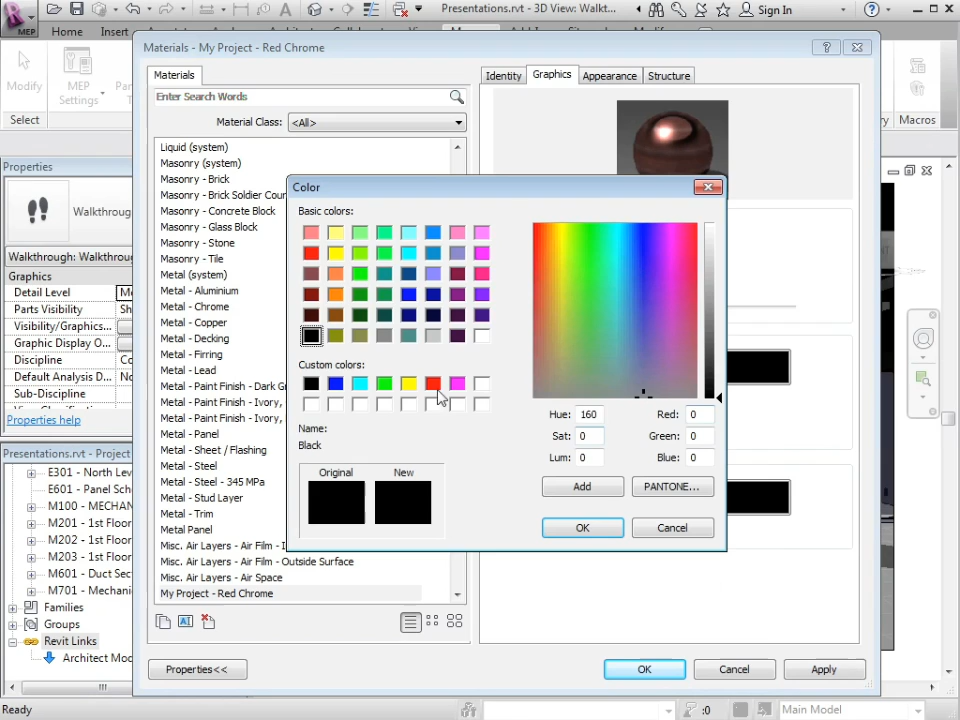 Presentations.rvt - 3D View: Walkt...
Sign In
MEP
Home
Insert
Modify
MEP
Settings
Select
Macros
Properties
Walkthroug
Walkthroug: Walkthroug
Graphics
Detail Level
Parts Visibility
Visibility/Graphics...
Graphic Display O...
Discipline
Default Analysis D...
Sub-Discipline
Properties help
Presentations.rvt - Project
E301 - North Lev
E601 - Panel Sch
M100 - MECHAN
M201 - 1st Floor
M202 - 1st Floor
M203 - 1st Floor
M601 - Duct Sec
M701 - Mechani
Families
Groups
Revit Links
Architect Mod
Ready
:0
Main Model
Materials - My Project - Red Chrome
Materials
Enter Search Words
Material Class:
<All>
Liquid (system)
Masonry (system)
Masonry - Brick
Masonry - Brick Soldier Cour
Masonry - Concrete Block
Masonry - Glass Block
Masonry - Stone
Masonry - Tile
Metal (system)
Metal - Aluminium
Metal - Chrome
Metal - Copper
Metal - Decking
Metal - Firring
Metal - Lead
Metal - Paint Finish - Dark G
Metal - Paint Finish - Ivory,
Metal - Paint Finish - Ivory,
Metal - Panel
Metal - Sheet / Flashing
Metal - Steel
Metal - Steel - 345 MPa
Metal - Stud Layer
Metal - Trim
Metal Panel
Misc. Air Layers - Air Film - I
Misc. Air Layers - Air Film - Outside Surface
Misc. Air Layers - Air Space
My Project - Red Chrome
Properties<<
Identity
Graphics
Appearance
Structure
OK
Cancel
Apply
Color
Basic colors:
Custom colors:
Name:
Black
Original
New
Hue: 160
Sat: 0
Lum: 0
Red: 0
Green: 0
Blue: 0
Add
PANTONE...
OK
Cancel